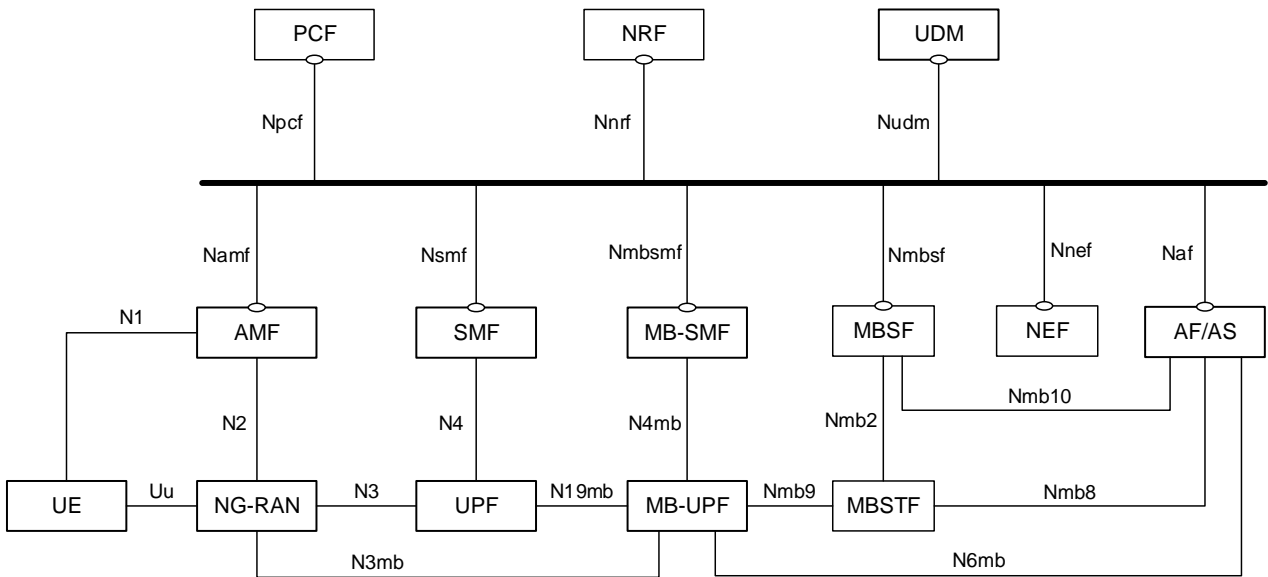 PCF
NRF
UDM
Npcf
Nnrf
Nudm
Namf
Nsmf
Nmbsmf
Nmbsf
Nnef
Naf
N1
AMF
SMF
MB-SMF
MBSF
NEF
AF/AS
Nmb10
N2
N4
N4mb
Nmb2
Uu
N3
N19mb
Nmb9
Nmb8
UE
NG-RAN
UPF
MB-UPF
MBSTF
N3mb
N6mb